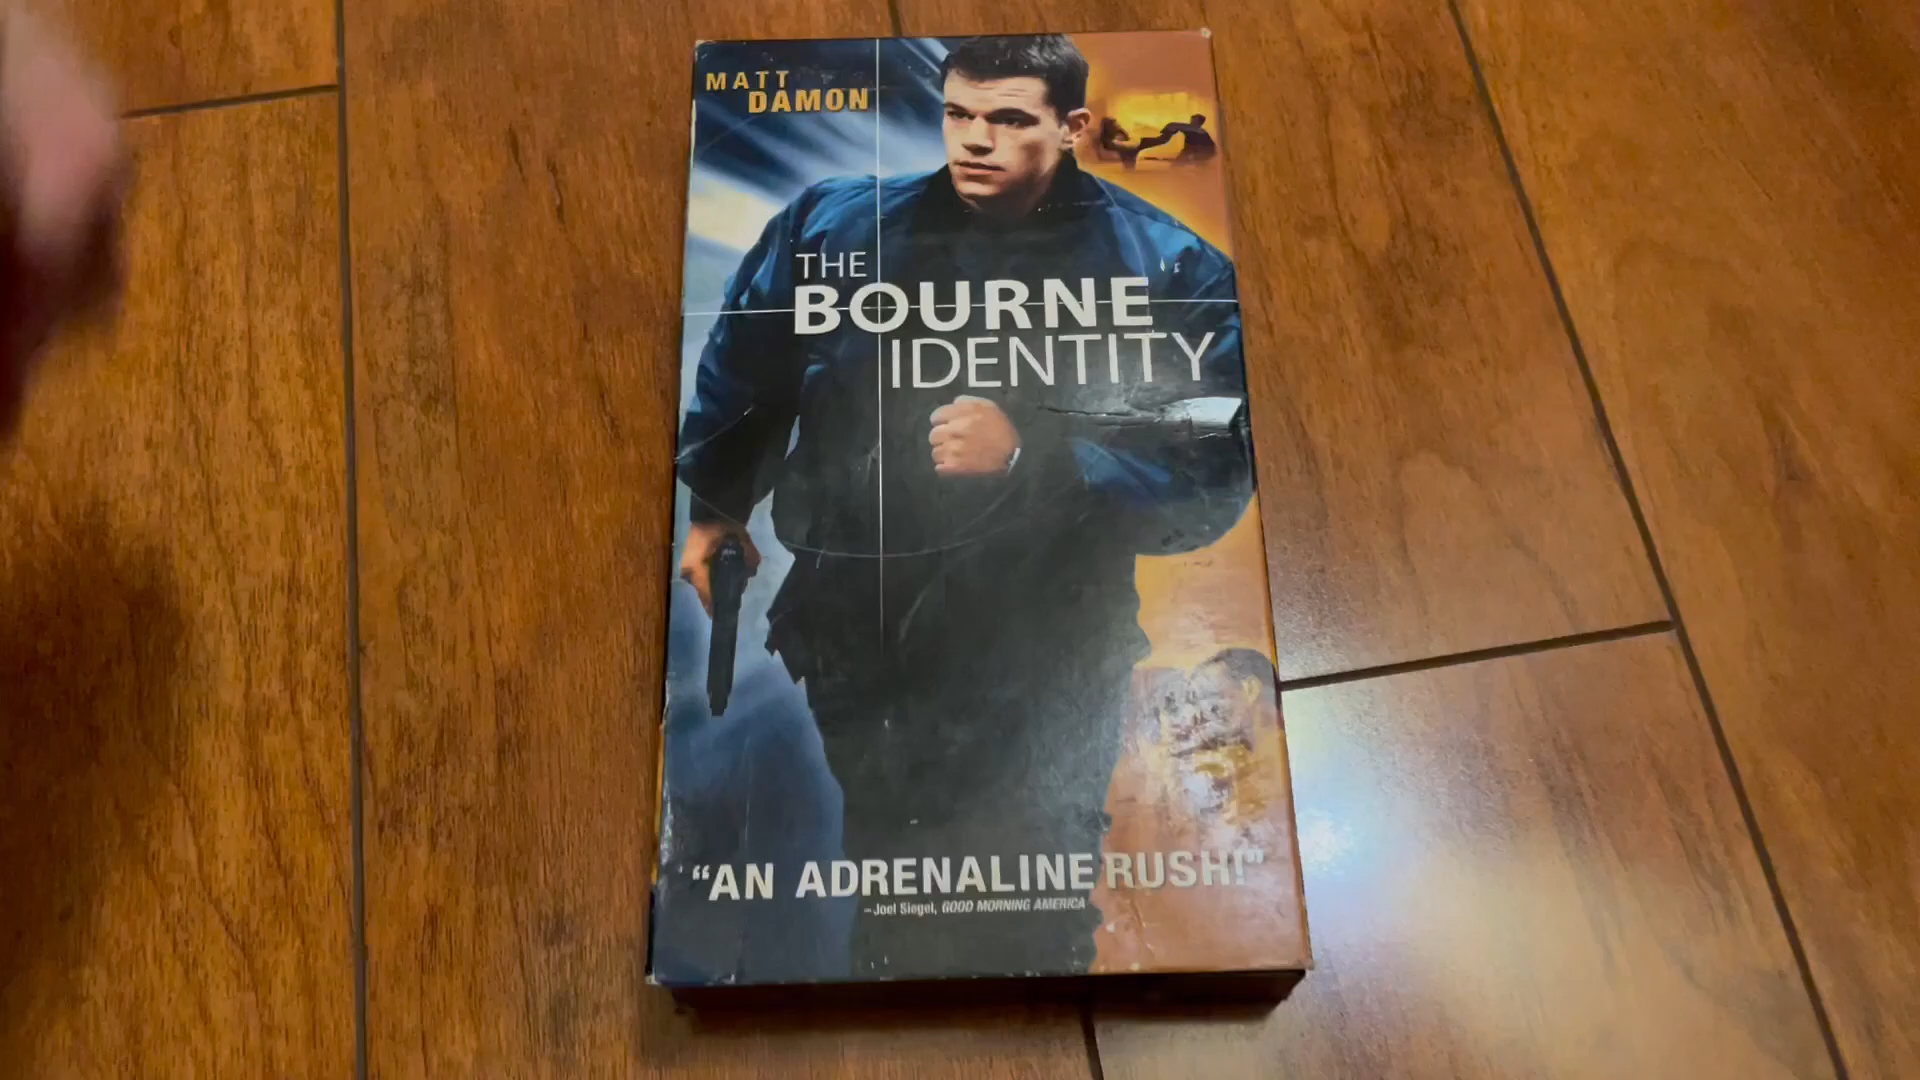 MATT
DAMON
THE
BOURNE
IDENTITY
“AN ADRENALINE RUSH!”
–Joel Siegel, GOOD MORNING AMERICA